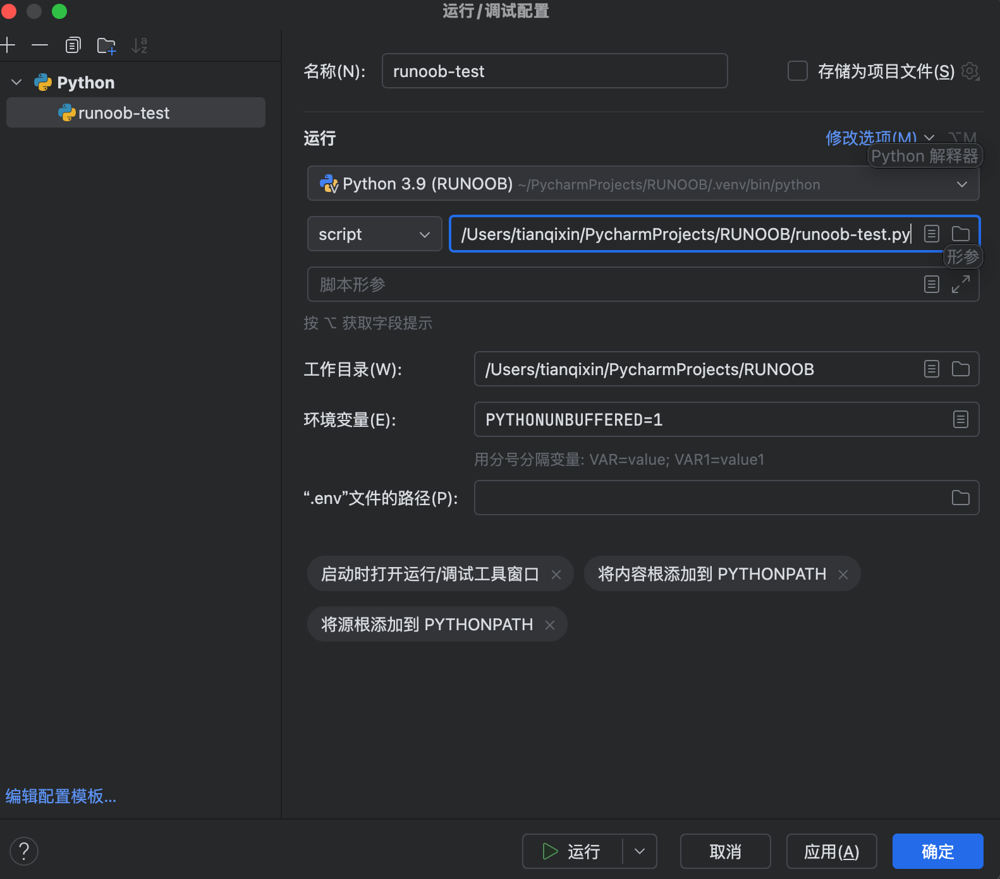 运行/调试配置
Python
runoob-test
名称(N): runoob-test 存储为项目文件(S)
运行 修改选项(M) ⌥M
Python 解释器
Python 3.9 (RUNOOB) ~/PycharmProjects/RUNOOB/.venv/bin/python
script /Users/tianqixin/PycharmProjects/RUNOOB/runoob-test.py
形参
脚本形参
按 ⌥ 获取字段提示
工作目录(W): /Users/tianqixin/PycharmProjects/RUNOOB
环境变量(E): PYTHONUNBUFFERED=1
用分号分隔变量: VAR=value; VAR1=value1
“.env”文件的路径(P):
启动时打开运行/调试工具窗口 × 将内容根添加到 PYTHONPATH ×
将源根添加到 PYTHONPATH ×
编辑配置模板...
? 运行 取消 应用(A) 确定